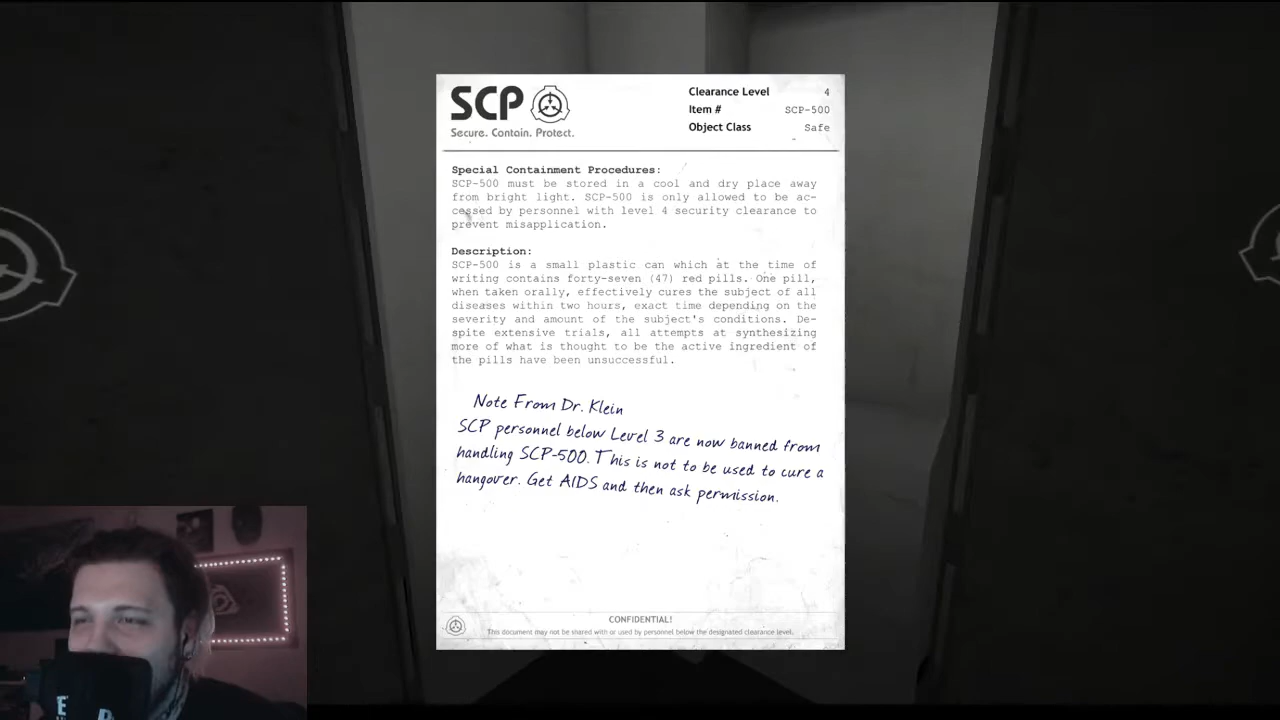 SCP
Secure. Contain. Protect.
Clearance Level 4
Item # SCP-500
Object Class Safe
Special Containment Procedures:
SCP-500 must be stored in a cool and dry place away
from bright light. SCP-500 is only allowed to be ac-
cessed by personnel with level 4 security clearance to
prevent misapplication.
Description:
SCP-500 is a small plastic can which at the time of
writing contains forty-seven (47) red pills. One pill,
when taken orally, effectively cures the subject of all
diseases within two hours, exact time depending on the
severity and amount of the subject's conditions. De-
spite extensive trials, all attempts at synthesizing
more of what is thought to be the active ingredient of
the pills have been unsuccessful.
Note From Dr. Klein
SCP personnel below Level 3 are now banned from
handling SCP-500. This is not to be used to cure a
hangover. Get AIDS and then ask permission.
CONFIDENTIAL!
This document may not be shared with or used by personnel below the designated clearance level.